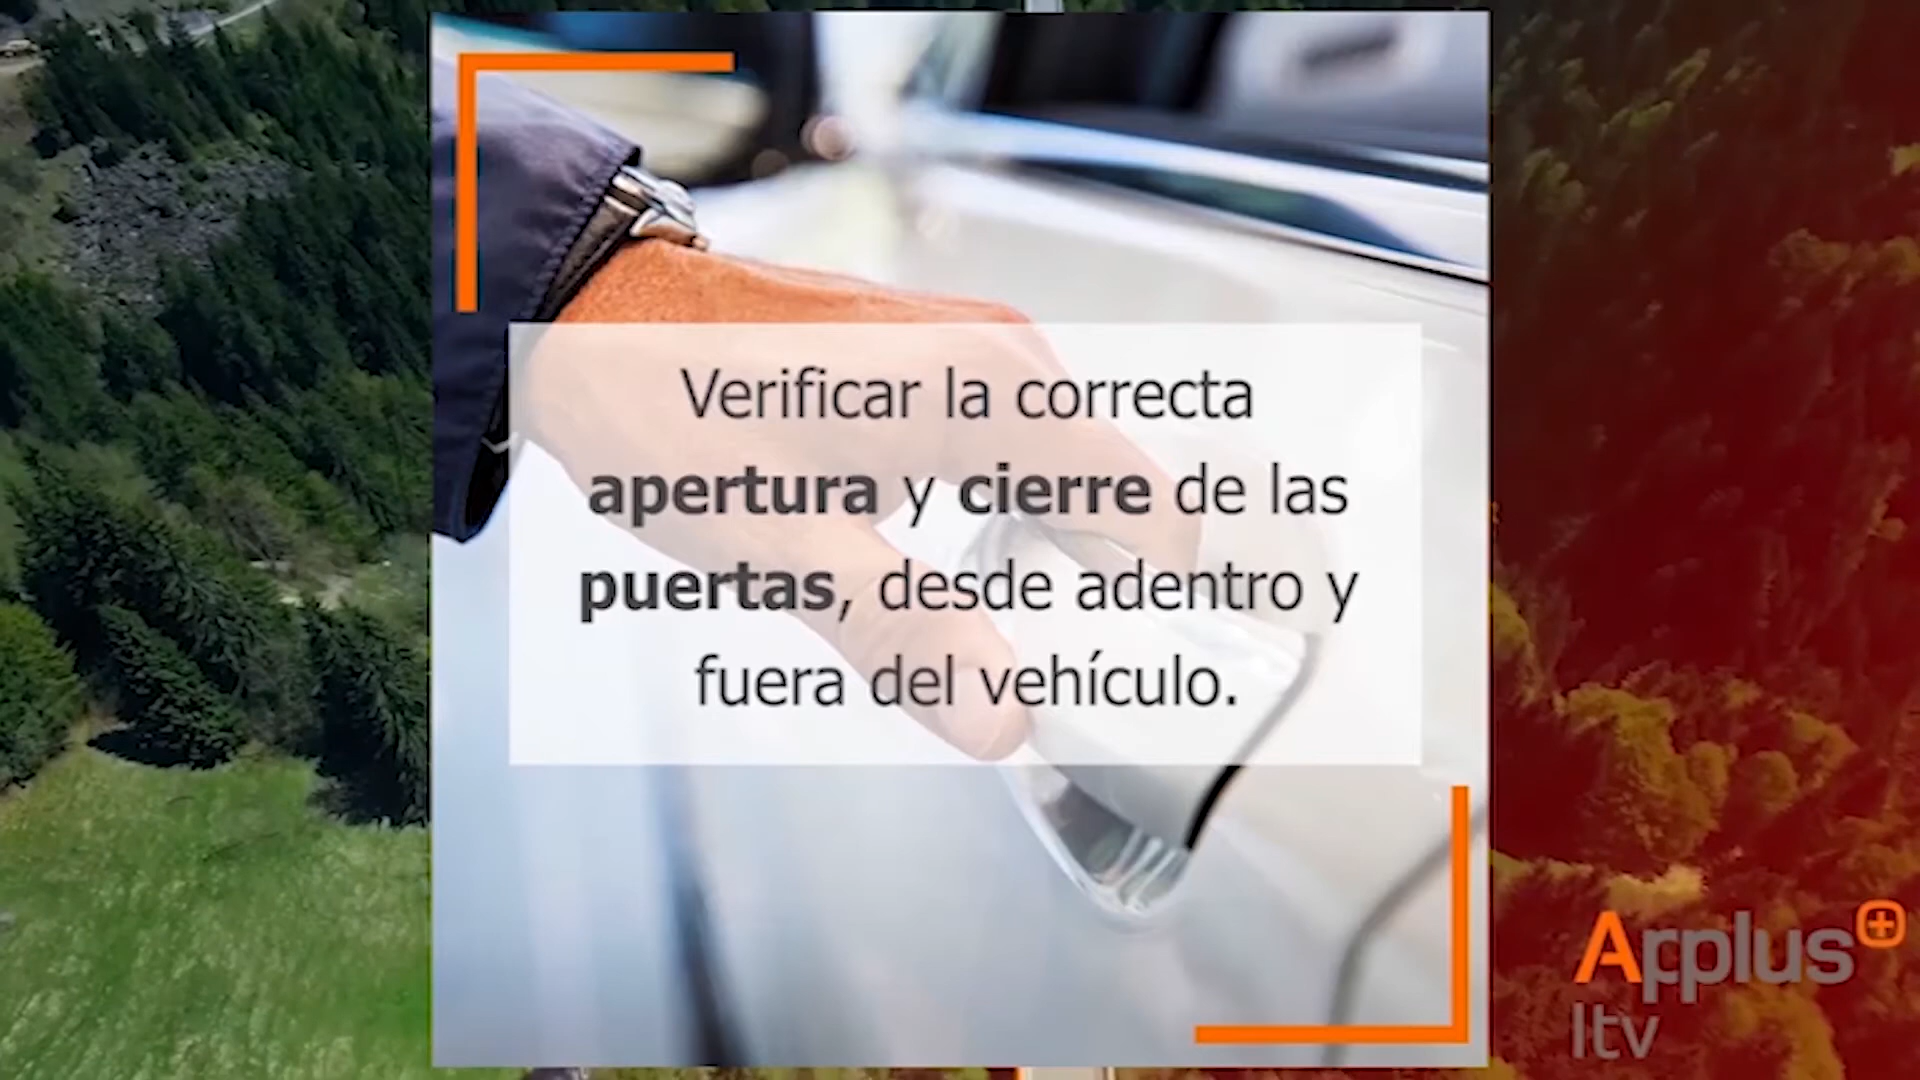 Verificar la correcta
apertura y cierre de las
puertas, desde adentro y
fuera del vehículo.
Applus+
Itv